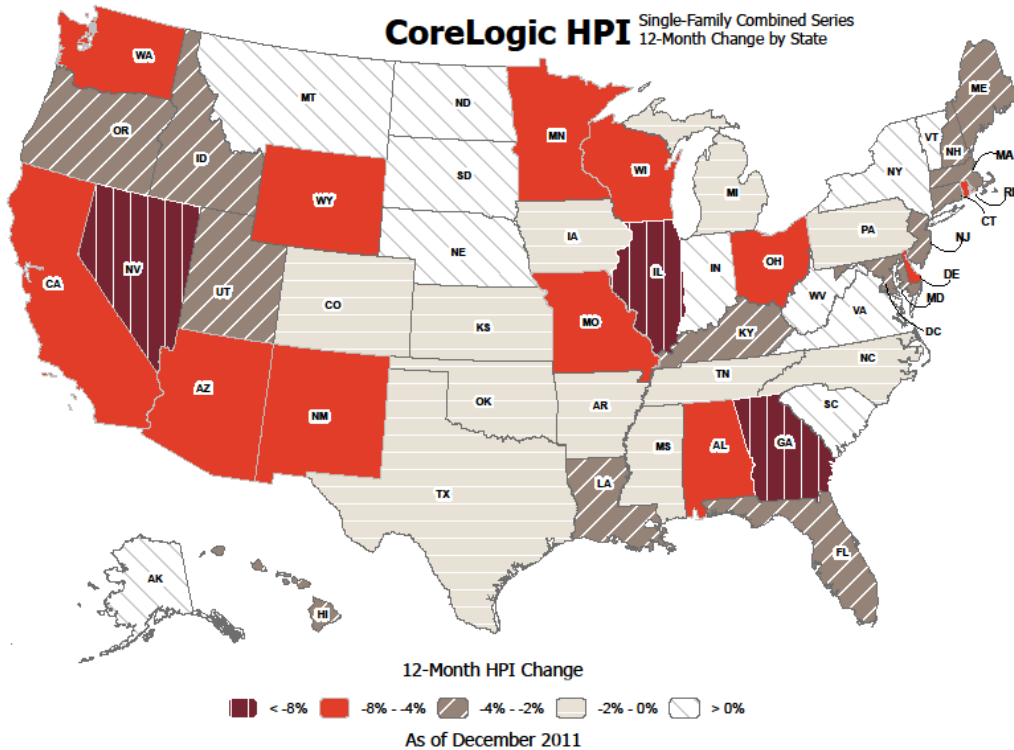 CoreLogic HPI
Single-Family Combined Series
12-Month Change by State
WA
MT
ND
MN
ME
OR
ID
SD
WI
VT
NH
MA
WY
MI
NY
RI
CT
NE
IA
PA
NJ
NV
IL
IN
OH
DE
CA
UT
CO
WV
MD
VA
DC
KS
MO
KY
NC
TN
AZ
NM
OK
AR
SC
MS
AL
GA
TX
LA
FL
AK
HI
12-Month HPI Change
< -8% -8% - -4% -4% - -2% -2% - 0% > 0%
As of December 2011